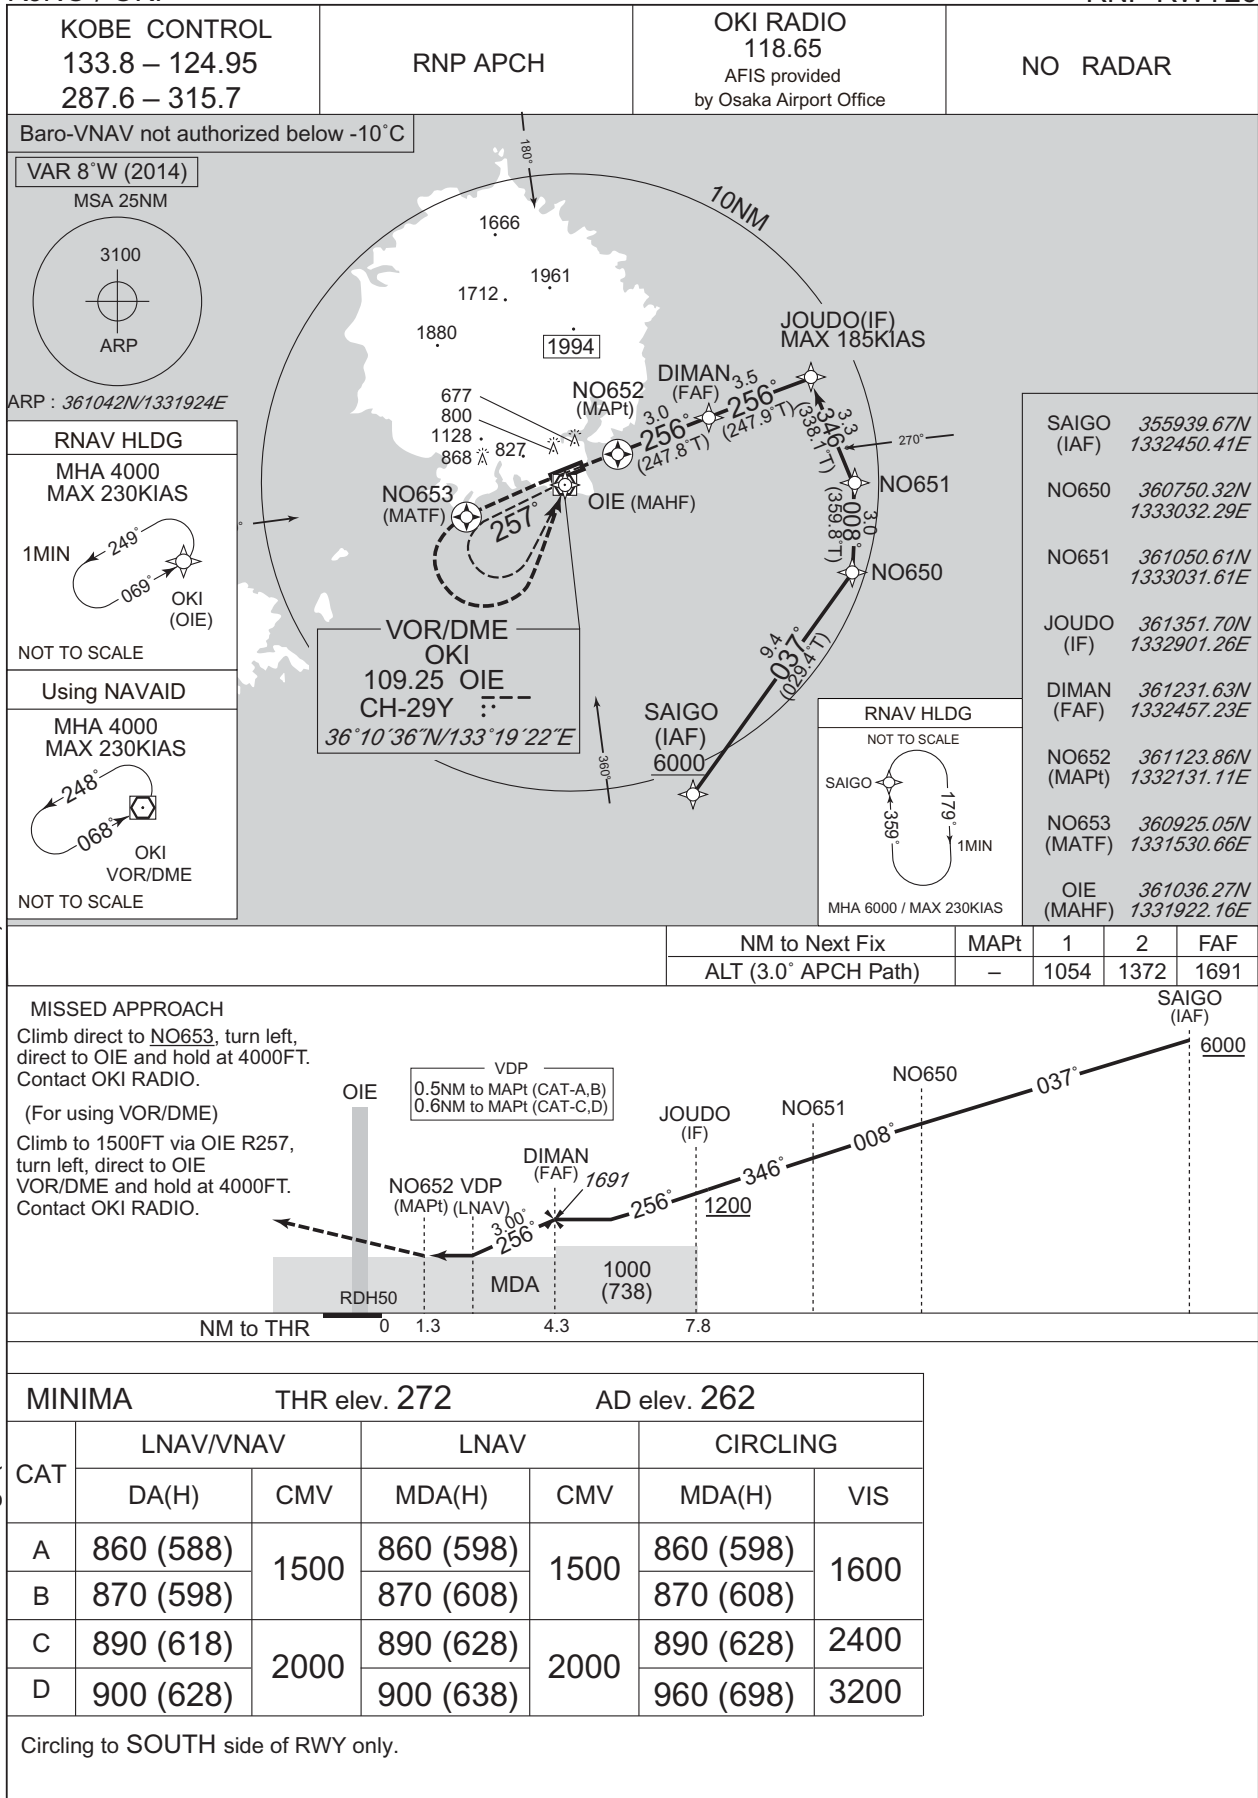 KOBE CONTROL
133.8 – 124.95
287.6 – 315.7
RNP APCH
OKI RADIO
118.65
AFIS provided
by Osaka Airport Office
NO RADAR
Baro-VNAV not authorized below -10˚C
VAR 8˚W (2014)
MSA 25NM
3100
ARP
ARP : 361042N/1331924E
180˚
10NM
1666
1961
1712
1880
1994
677
800
1128
868
827
JOUDO(IF)
MAX 185KIAS
DIMAN
(FAF)
3.5
256˚
(247.9˚T)
NO652
(MAPt)
3.0
256˚
(247.8˚T)
3.3
346˚
(338.1˚T)
270˚
NO651
3.0
008˚
(359.8˚T)
NO650
9.4
037˚
(029.4˚T)
SAIGO
(IAF)
6000
360˚
OIE (MAHF)
NO653
(MATF)
257˚
VOR/DME
OKI
109.25 OIE
CH-29Y
36˚10´36˝N/133˚19´22˝E
RNAV HLDG
MHA 4000
MAX 230KIAS
1MIN
249˚
069˚
OKI
(OIE)
NOT TO SCALE
Using NAVAID
MHA 4000
MAX 230KIAS
248˚
068˚
OKI
VOR/DME
NOT TO SCALE
RNAV HLDG
NOT TO SCALE
SAIGO
359˚
179˚
1MIN
MHA 6000 / MAX 230KIAS
SAIGO 355939.67N
(IAF) 1332450.41E
NO650 360750.32N
1333032.29E
NO651 361050.61N
1333031.61E
JOUDO 361351.70N
(IF) 1332901.26E
DIMAN 361231.63N
(FAF) 1332457.23E
NO652 361123.86N
(MAPt) 1332131.11E
NO653 360925.05N
(MATF) 1331530.66E
OIE 361036.27N
(MAHF) 1331922.16E
NM to Next Fix MAPt 1 2 FAF
ALT (3.0˚ APCH Path) – 1054 1372 1691
MISSED APPROACH
Climb direct to NO653, turn left,
direct to OIE and hold at 4000FT.
Contact OKI RADIO.
(For using VOR/DME)
Climb to 1500FT via OIE R257,
turn left, direct to OIE
VOR/DME and hold at 4000FT.
Contact OKI RADIO.
OIE
VDP
0.5NM to MAPt (CAT-A,B)
0.6NM to MAPt (CAT-C,D)
NO652
(MAPt)
VDP
(LNAV)
DIMAN
(FAF)
1691
3.00˚
256˚
JOUDO
(IF)
256˚
1200
346˚
NO651
008˚
NO650
037˚
SAIGO
(IAF)
6000
MDA
1000
(738)
RDH50
NM to THR 0 1.3 4.3 7.8
MINIMA THR elev. 272 AD elev. 262
CAT LNAV/VNAV LNAV CIRCLING
DA(H) CMV MDA(H) CMV MDA(H) VIS
A 860 (588) 1500 860 (598) 1500 860 (598) 1600
B 870 (598) 870 (608) 870 (608)
C 890 (618) 2000 890 (628) 2000 890 (628) 2400
D 900 (628) 900 (638) 960 (698) 3200
Circling to SOUTH side of RWY only.